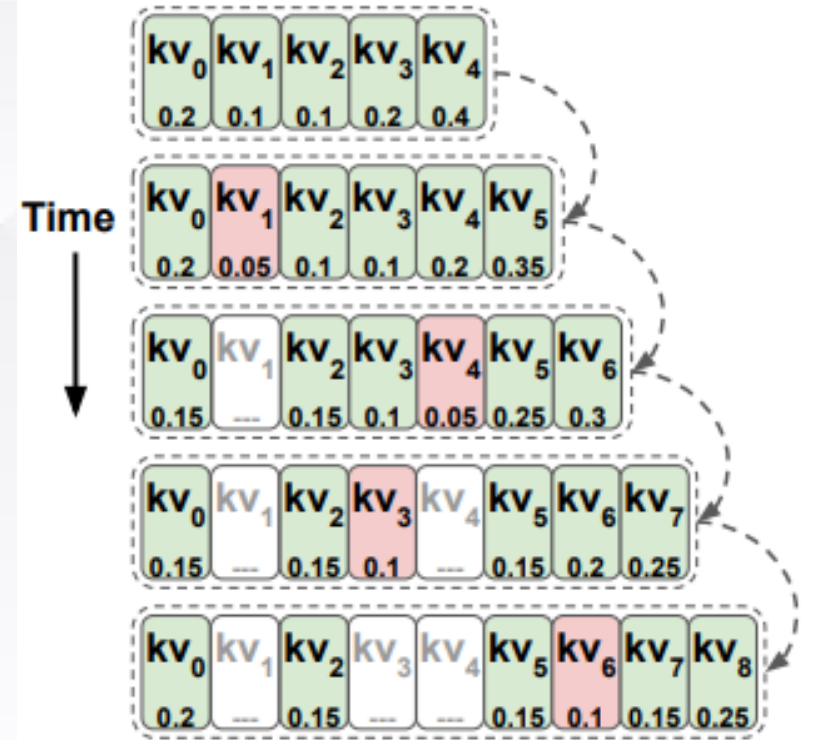 kv0 kv1 kv2 kv3 kv4
0.2 0.1 0.1 0.2 0.4
kv0 kv1 kv2 kv3 kv4 kv5
0.2 0.05 0.1 0.1 0.2 0.35
Time
kv0 kv1 kv2 kv3 kv4 kv5 kv6
0.15 --- 0.15 0.1 0.05 0.25 0.3
kv0 kv1 kv2 kv3 kv4 kv5 kv6 kv7
0.15 --- 0.15 0.1 --- 0.15 0.2 0.25
kv0 kv1 kv2 kv3 kv4 kv5 kv6 kv7 kv8
0.2 --- 0.15 --- --- 0.15 0.1 0.15 0.25